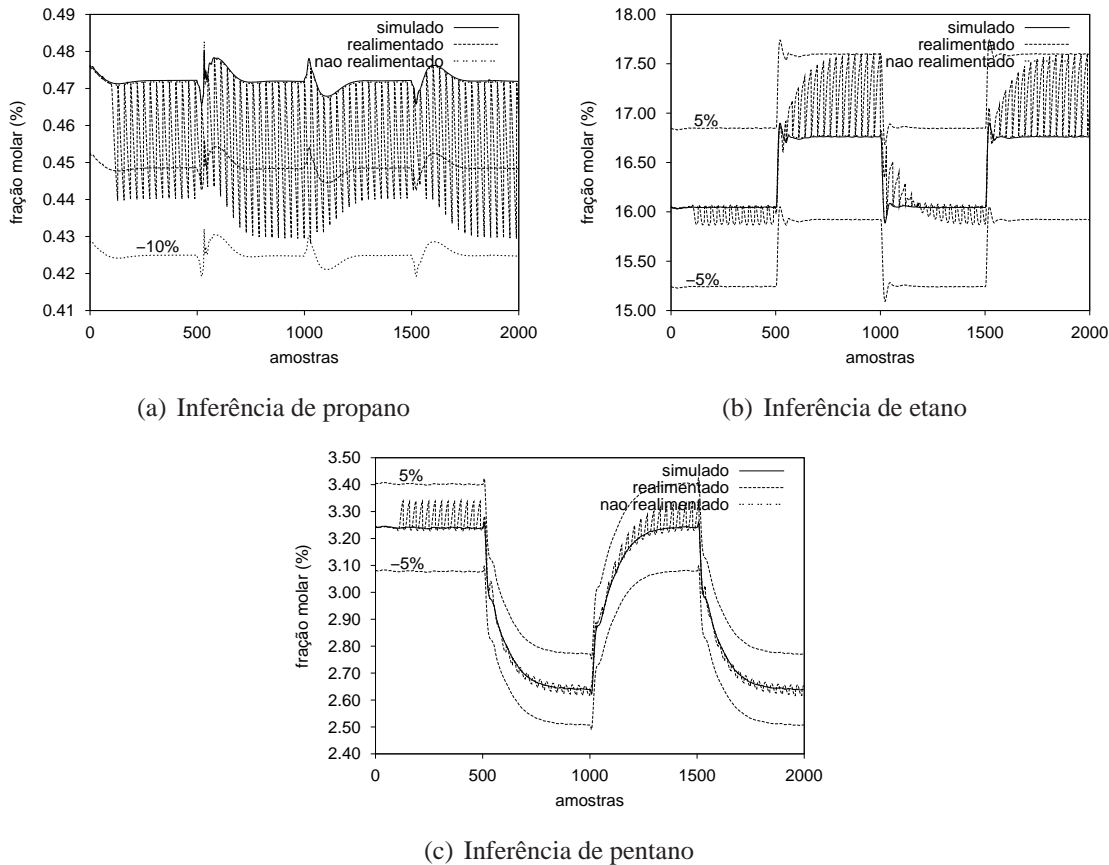 0.49
0.48
0.47
0.46
0.45
0.44
0.43
0.42
0.41
0 500 1000 1500 2000
fração molar (%)
amostras
simulado
realimentado
nao realimentado
−10%
(a) Inferência de propano
18.00
17.50
17.00
16.50
16.00
15.50
15.00
0 500 1000 1500 2000
fração molar (%)
amostras
simulado
realimentado
nao realimentado
5%
−5%
(b) Inferência de etano
3.50
3.40
3.30
3.20
3.10
3.00
2.90
2.80
2.70
2.60
2.50
2.40
0 500 1000 1500 2000
fração molar (%)
amostras
simulado
realimentado
nao realimentado
5%
−5%
(c) Inferência de pentano